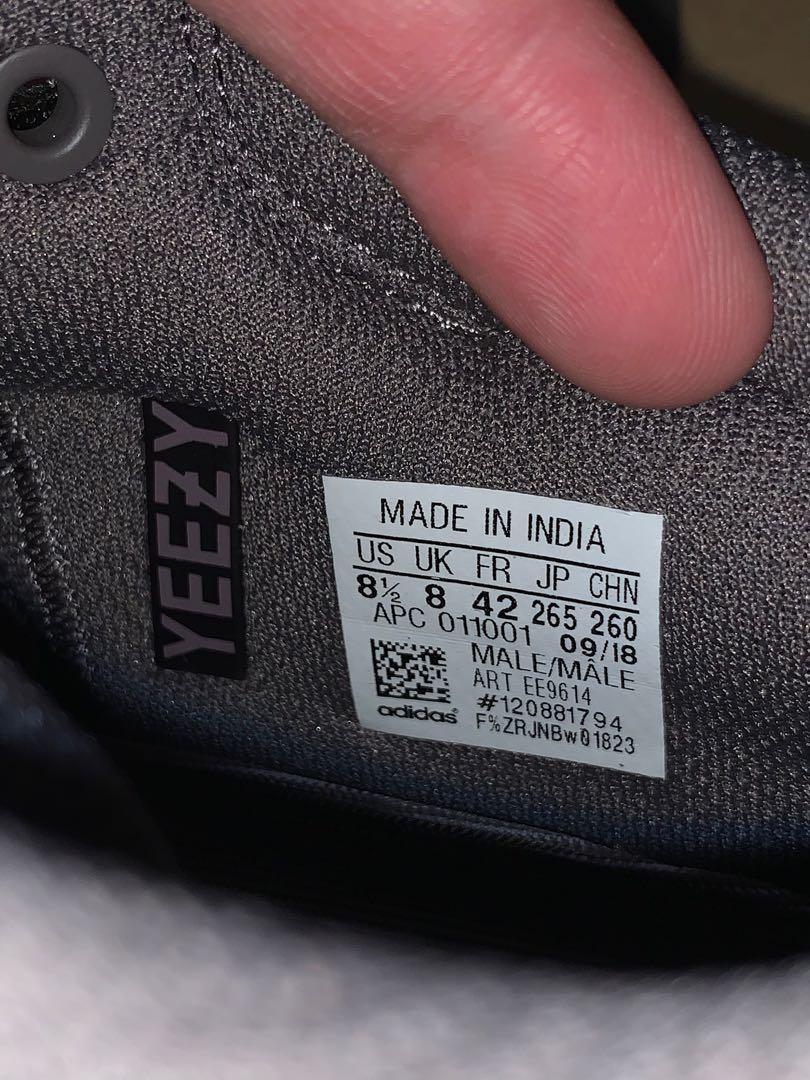 YEEZY
MADE IN INDIA
US UK FR JP CHN
8½ 8 42 265 260
APC 011001 09/18
MALE/MÂLE
ART EE9614
#120881794
adidas® F%ZRJNBw01823